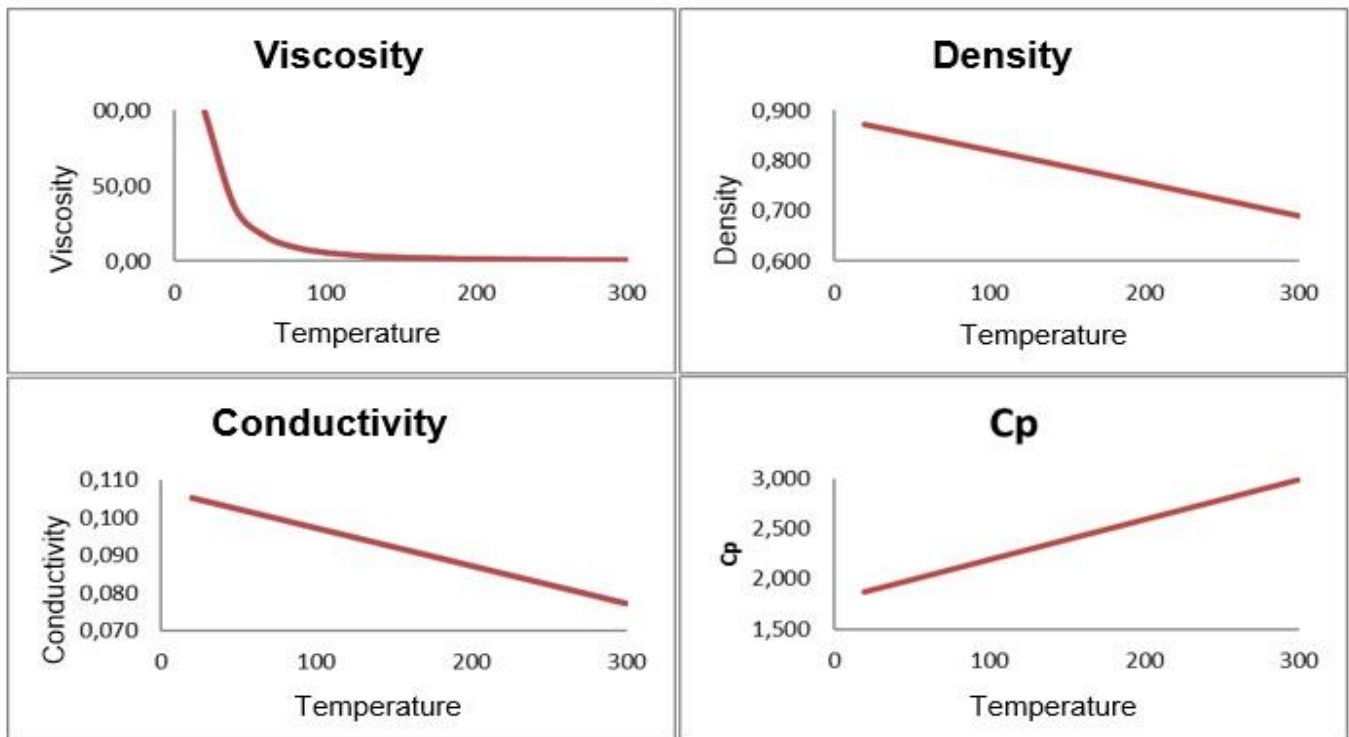 Viscosity
00,00
50,00
0,00
Viscosity
0 100 200 300
Temperature
Density
0,900
0,800
0,700
0,600
Density
0 100 200 300
Temperature
Conductivity
0,110
0,100
0,090
0,080
0,070
Conductivity
0 100 200 300
Temperature
Cp
3,000
2,500
2,000
1,500
Cp
0 100 200 300
Temperature